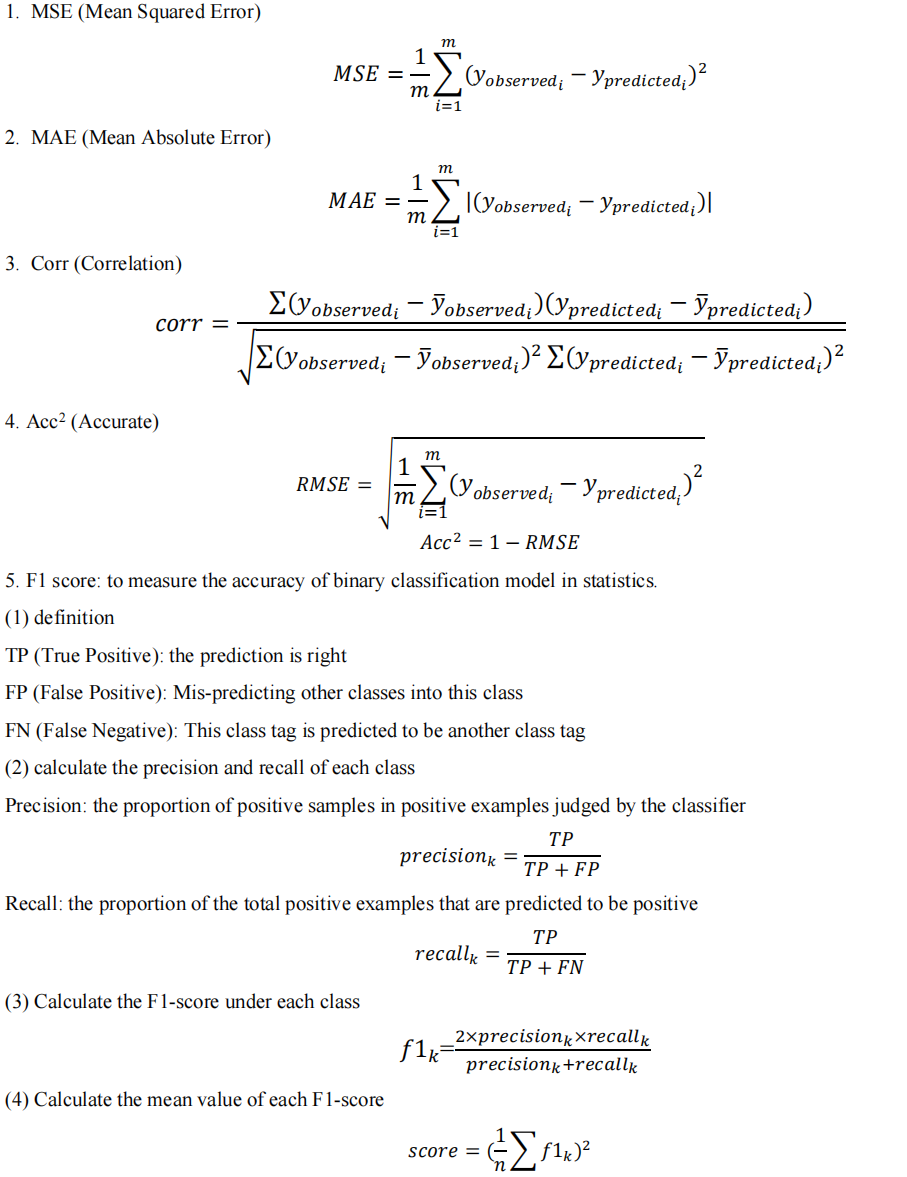 1. MSE (Mean Squared Error)
MSE = \frac{1}{m}\sum_{i=1}^{m}(y_{observed_i} − y_{predicted_i})^2
2. MAE (Mean Absolute Error)
MAE = \frac{1}{m}\sum_{i=1}^{m}|(y_{observed_i} − y_{predicted_i})|
3. Corr (Correlation)
corr = \frac{\sum(y_{observed_i} − \bar{y}_{observed_i})(y_{predicted_i} − \bar{y}_{predicted_i})}{\sqrt{\sum(y_{observed_i} − \bar{y}_{observed_i})^2 \sum(y_{predicted_i} − \bar{y}_{predicted_i})^2}}
4. Acc² (Accurate)
RMSE = \sqrt{\frac{1}{m}\sum_{i=1}^{m}(y_{observed_i} − y_{predicted_i})^2}
Acc² = 1 − RMSE
5. F1 score: to measure the accuracy of binary classification model in statistics.
(1) definition
TP (True Positive): the prediction is right
FP (False Positive): Mis-predicting other classes into this class
FN (False Negative): This class tag is predicted to be another class tag
(2) calculate the precision and recall of each class
Precision: the proportion of positive samples in positive examples judged by the classifier
precision_k = \frac{TP}{TP + FP}
Recall: the proportion of the total positive examples that are predicted to be positive
recall_k = \frac{TP}{TP + FN}
(3) Calculate the F1-score under each class
f1_k=\frac{2×precision_k×recall_k}{precision_k+recall_k}
(4) Calculate the mean value of each F1-score
score = (\frac{1}{n}\sum f1_k)^2